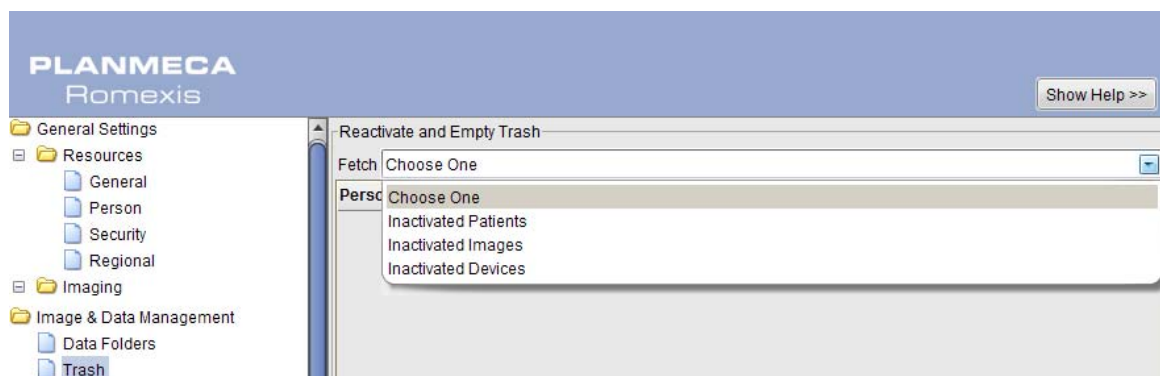 PLANMECA
Romexis
Show Help >>
General Settings
Resources
General
Person
Security
Regional
Imaging
Image & Data Management
Data Folders
Trash
Reactivate and Empty Trash
Fetch Choose One
Choose One
Inactivated Patients
Inactivated Images
Inactivated Devices